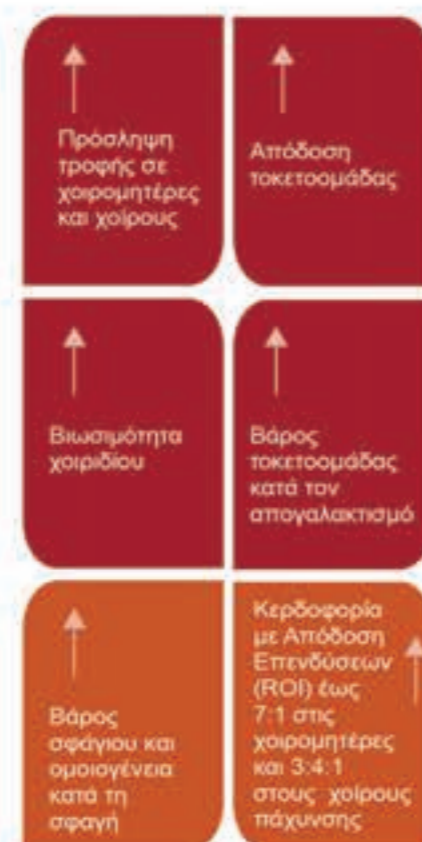 Πρόσληψη
τροφής σε
χοιρομητέρες
και χοίρους
Απόδοση
τοκετοομάδας
Βιωσιμότητα
χοιριδίου
Βάρος
τοκετοομάδας
κατά τον
απογαλακτισμό
Βάρος
σφάγιου και
ομοιογένεια
κατά τη
σφαγή
Κερδοφορία
με Απόδοση
Επενδύσεων
(ROI) έως
7:1 στις
χοιρομητέρες
και 3:4:1
στους χοίρους
πάχυνσης